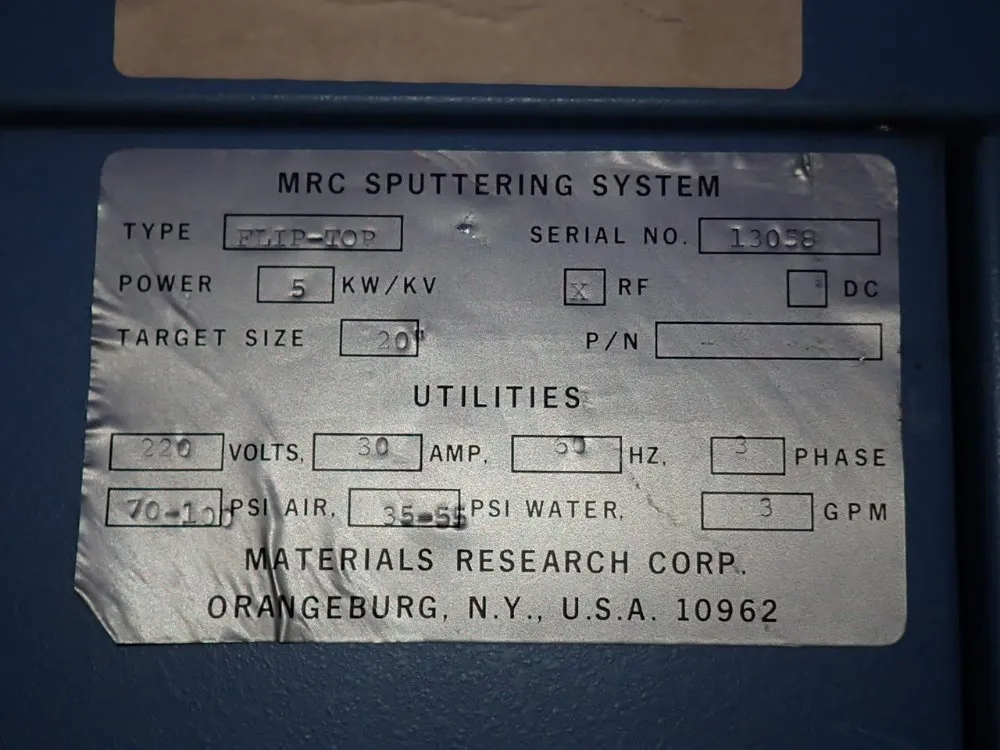 MRC SPUTTERING SYSTEM
TYPE FLIP-TOP SERIAL NO. 13058
POWER 5 KW/KV X RF DC
TARGET SIZE 20" P/N --
UTILITIES
220 VOLTS, 30 AMP, HZ, 3 PHASE
70-100 PSI AIR, 35-55 PSI WATER, 3 GPM
MATERIALS RESEARCH CORP.
ORANGEBURG, N.Y., U.S.A. 10962